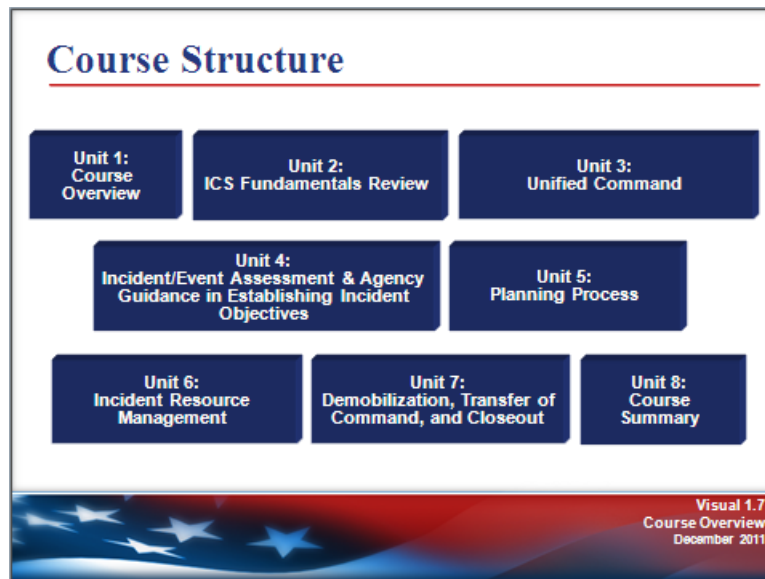 Course Structure
Unit 1:
Course
Overview
Unit 2:
ICS Fundamentals Review
Unit 3:
Unified Command
Unit 4:
Incident/Event Assessment & Agency
Guidance in Establishing Incident
Objectives
Unit 5:
Planning Process
Unit 6:
Incident Resource
Management
Unit 7:
Demobilization, Transfer of
Command, and Closeout
Unit 8:
Course
Summary
Visual 1.7
Course Overview
December 2011